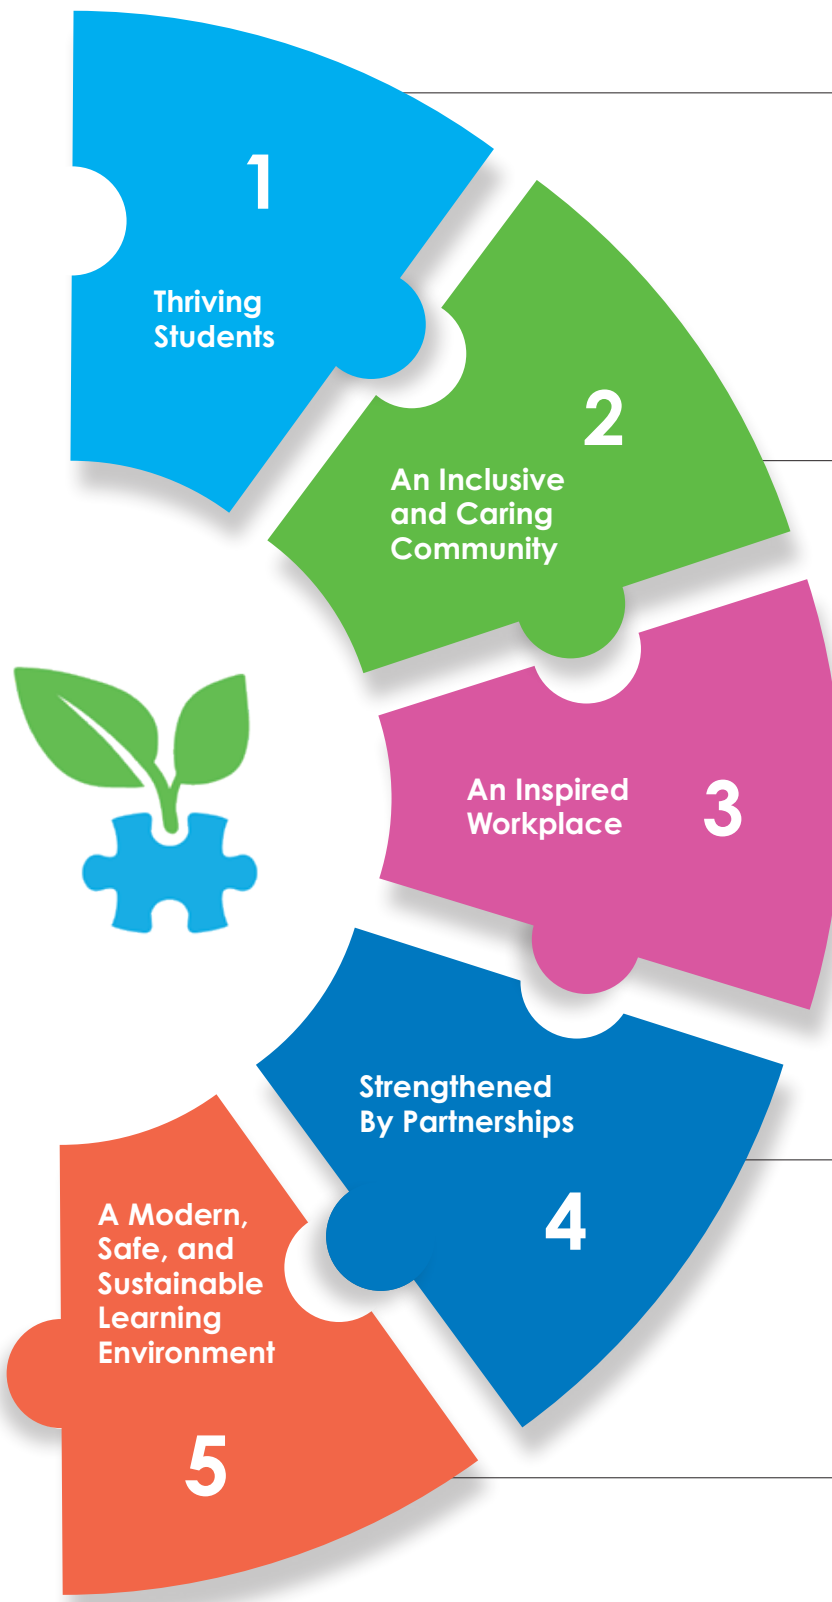 1
Thriving
Students
2
An Inclusive
and Caring
Community
An Inspired
Workplace
3
Strengthened
By Partnerships
4
A Modern,
Safe, and
Sustainable
Learning
Environment
5